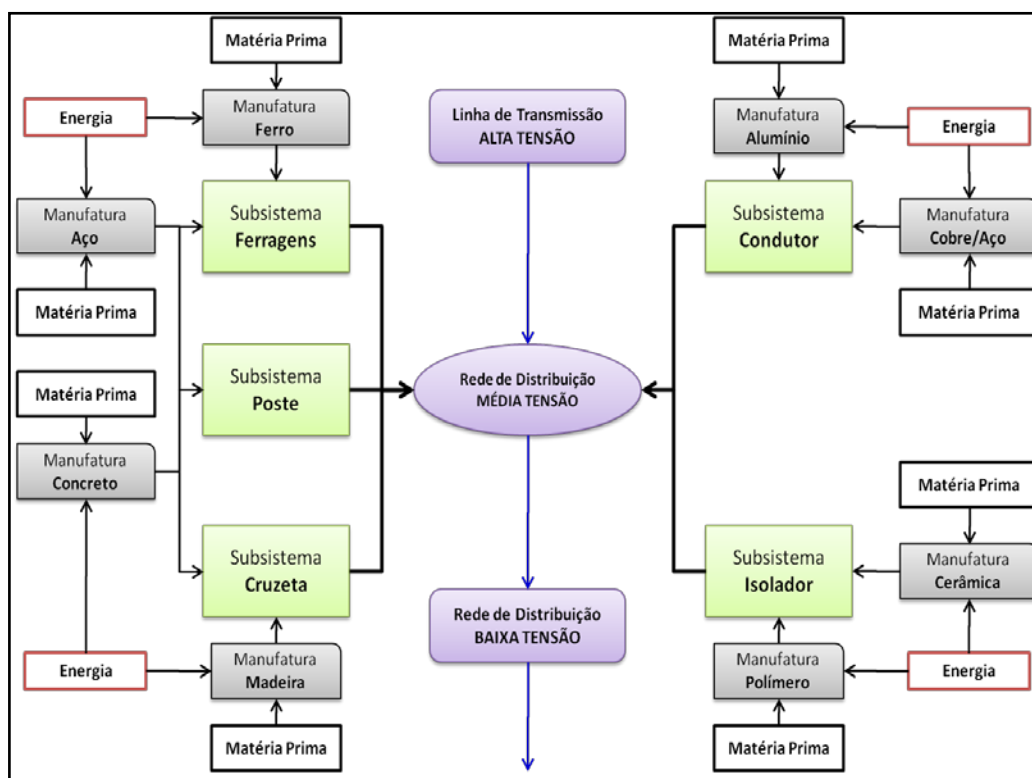 Matéria Prima
Matéria Prima
Energia
Manufatura
Ferro
Linha de Transmissão
ALTA TENSÃO
Manufatura
Alumínio
Energia
Manufatura
Aço
Subsistema
Ferragens
Subsistema
Condutor
Manufatura
Cobre/Aço
Matéria Prima
Matéria Prima
Matéria Prima
Subsistema
Poste
Rede de Distribuição
MÉDIA TENSÃO
Manufatura
Concreto
Matéria Prima
Subsistema
Cruzeta
Subsistema
Isolador
Manufatura
Cerâmica
Rede de Distribuição
BAIXA TENSÃO
Energia
Manufatura
Madeira
Manufatura
Polímero
Energia
Matéria Prima
Matéria Prima